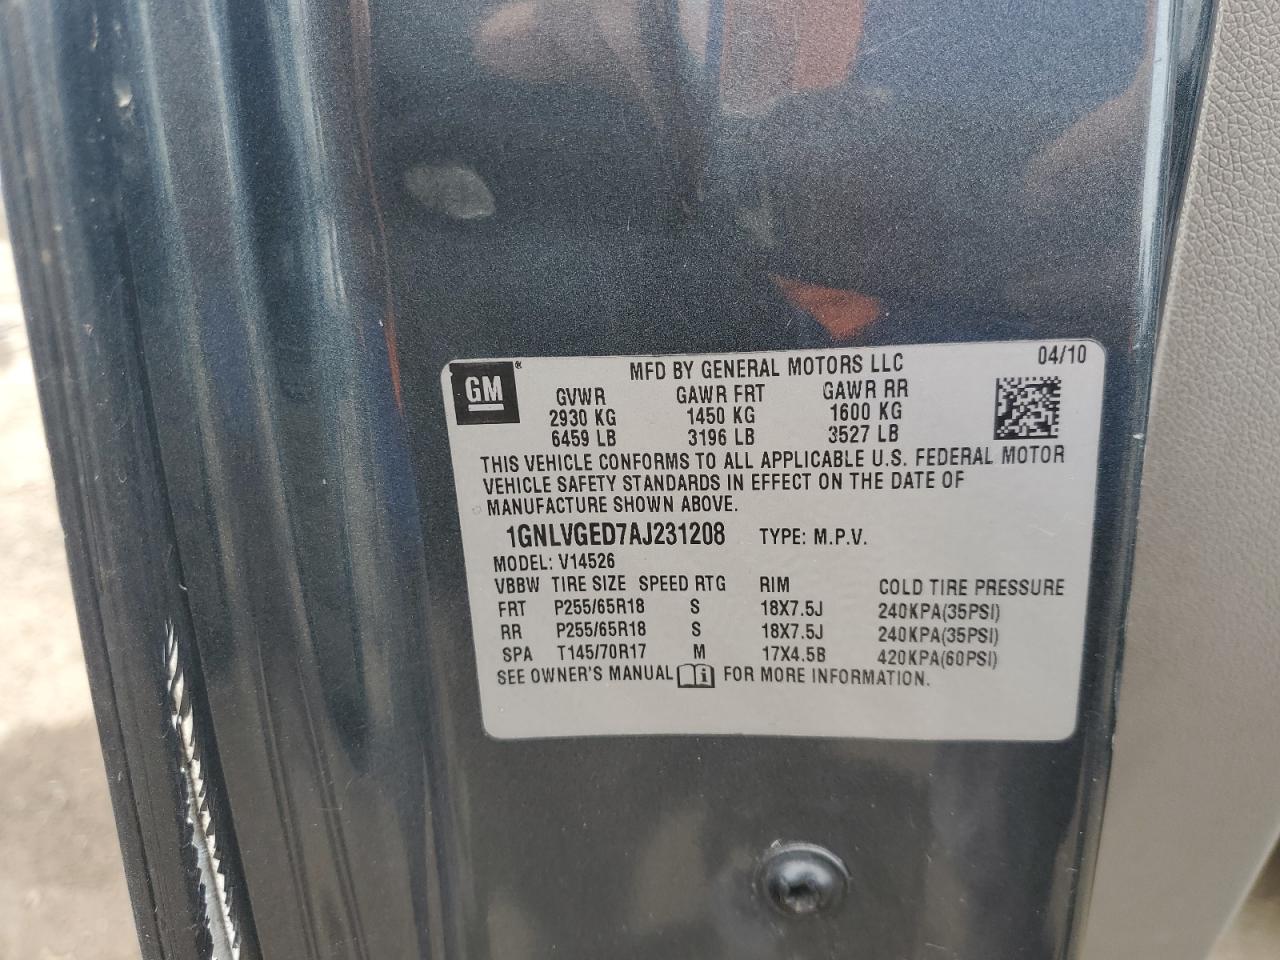 GM
MFD BY GENERAL MOTORS LLC 04/10
GVWR GAWR FRT GAWR RR
2930 KG 1450 KG 1600 KG
6459 LB 3196 LB 3527 LB
THIS VEHICLE CONFORMS TO ALL APPLICABLE U.S. FEDERAL MOTOR
VEHICLE SAFETY STANDARDS IN EFFECT ON THE DATE OF
MANUFACTURE SHOWN ABOVE.
1GNLVGED7AJ231208 TYPE: M.P.V.
MODEL: V14526
VBBW TIRE SIZE SPEED RTG RIM COLD TIRE PRESSURE
FRT P255/65R18 S 18X7.5J 240KPA(35PSI)
RR P255/65R18 S 18X7.5J 240KPA(35PSI)
SPA T145/70R17 M 17X4.5B 420KPA(60PSI)
SEE OWNER'S MANUAL i FOR MORE INFORMATION.